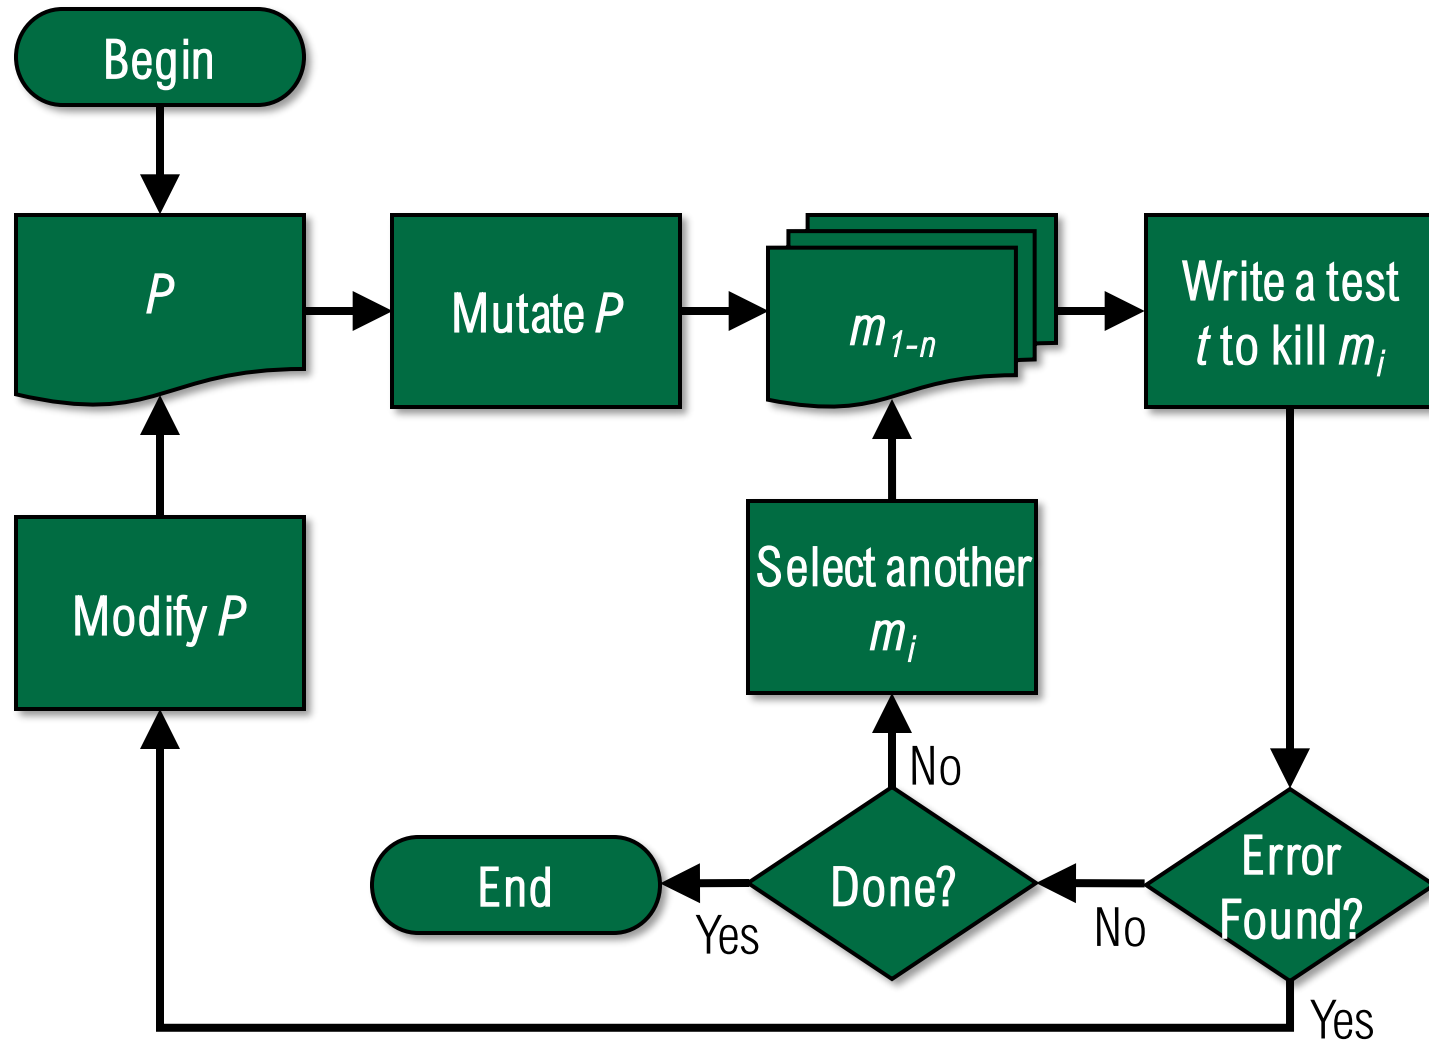 Begin
P
Mutate P
m1-n
Write a test
t to kill mi
Modify P
Select another
mi
No
End
Yes
Done?
No
Error
Found?
Yes